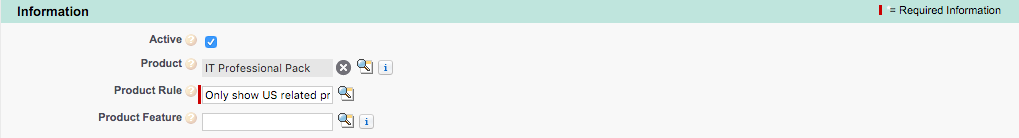 Information
= Required Information
Active
Product IT Professional Pack
Product Rule Only show US related pr
Product Feature